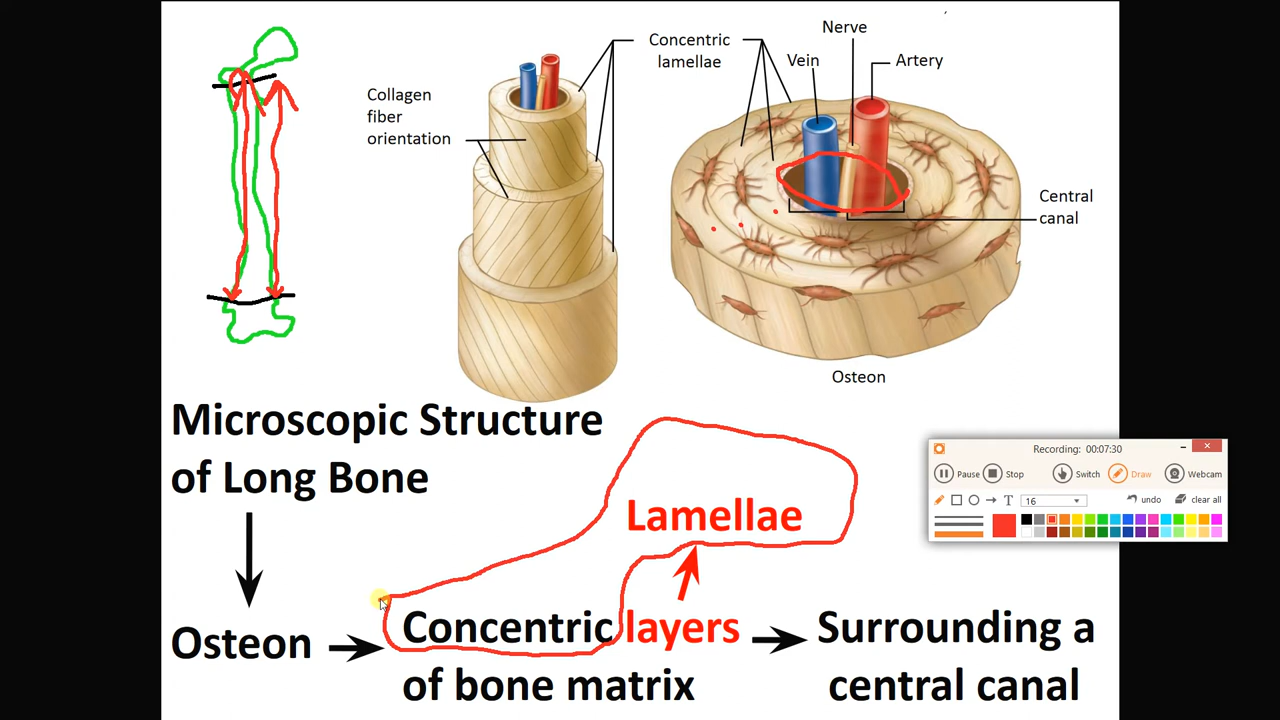 Nerve
Concentric
lamellae
Vein
Artery
Collagen
fiber
orientation
Central
canal
Osteon
Microscopic Structure
of Long Bone
Lamellae
Osteon
Concentric layers
of bone matrix
Surrounding a
central canal
Recording: 00:07:30
Pause Stop Switch Draw Webcam
T 16 undo clear all